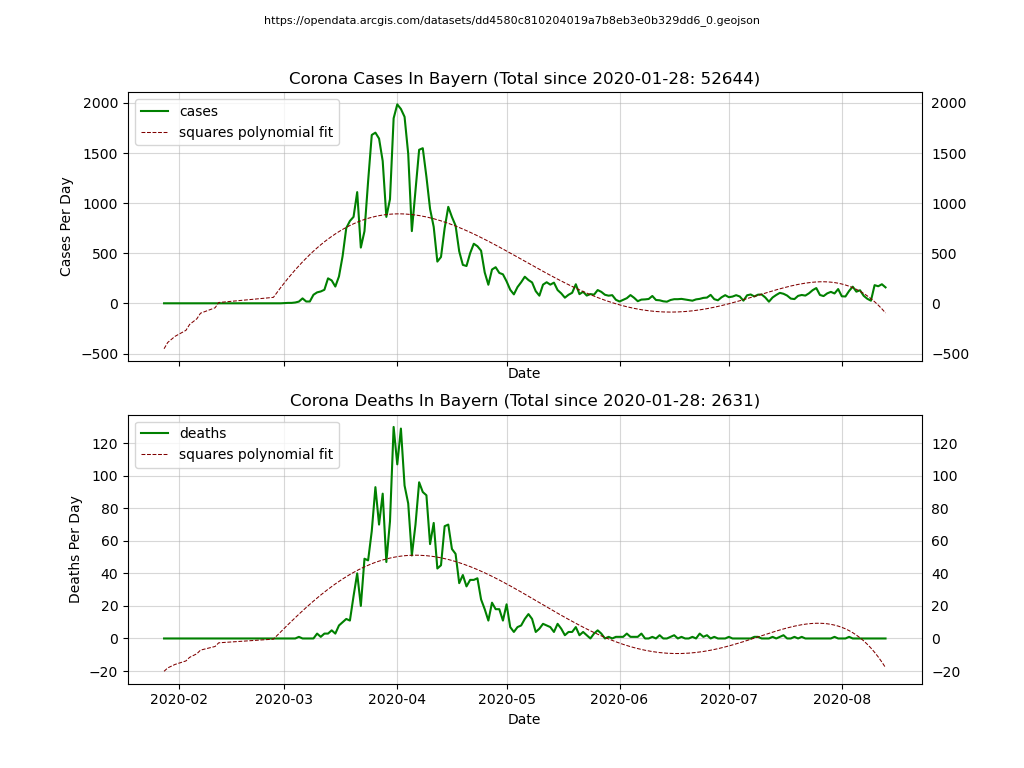 https://opendata.arcgis.com/datasets/dd4580c810204019a7b8eb3e0b329dd6_0.geojson
Corona Cases In Bayern (Total since 2020-01-28: 52644)
cases
squares polynomial fit
Cases Per Day
2000 2000
1500 1500
1000 1000
500 500
0 0
−500 −500
Date
Corona Deaths In Bayern (Total since 2020-01-28: 2631)
deaths
squares polynomial fit
Deaths Per Day
120 120
100 100
80 80
60 60
40 40
20 20
0 0
−20 −20
2020-02 2020-03 2020-04 2020-05 2020-06 2020-07 2020-08
Date